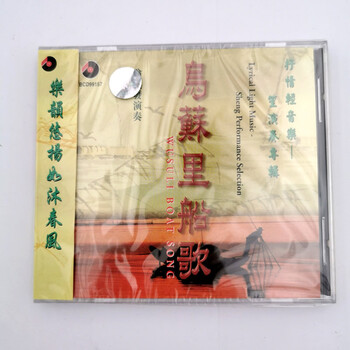 樂韻悠揚如沐春風
BCD99157
演奏
烏蘇里船歌
WUSULI BOAT SONG
Lyrical Light Music-
Sheng Performance Selection
抒情輕音樂—
笙演奏專輯